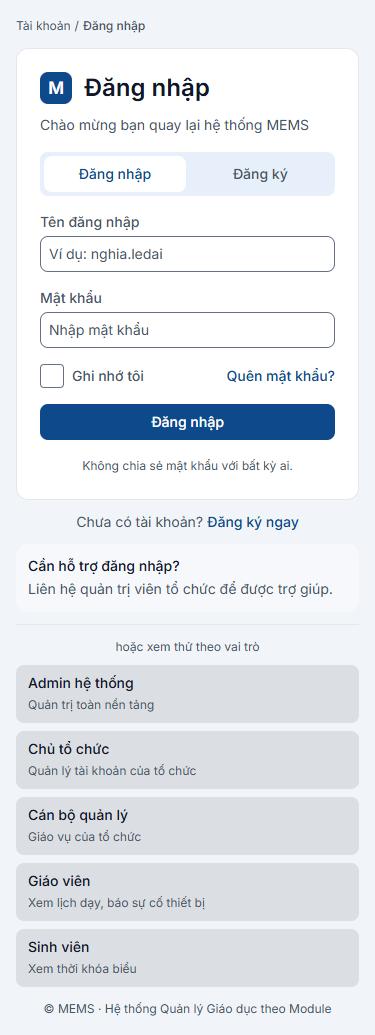 Tài khoản / Đăng nhập
M Đăng nhập
Chào mừng bạn quay lại hệ thống MEMS
Đăng nhập Đăng ký
Tên đăng nhập
Ví dụ: nghia.ledai
Mật khẩu
Nhập mật khẩu
Ghi nhớ tôi Quên mật khẩu?
Đăng nhập
Không chia sẻ mật khẩu với bất kỳ ai.
Chưa có tài khoản? Đăng ký ngay
Cần hỗ trợ đăng nhập?
Liên hệ quản trị viên tổ chức để được trợ giúp.
hoặc xem thử theo vai trò
Admin hệ thống
Quản trị toàn nền tảng
Chủ tổ chức
Quản lý tài khoản của tổ chức
Cán bộ quản lý
Giáo vụ của tổ chức
Giáo viên
Xem lịch dạy, báo sự cố thiết bị
Sinh viên
Xem thời khóa biểu
© MEMS · Hệ thống Quản lý Giáo dục theo Module